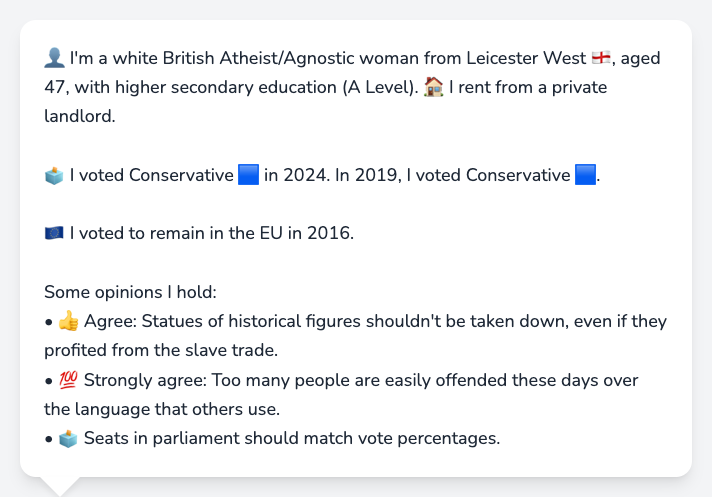 👤 I'm a white British Atheist/Agnostic woman from Leicester West 🏴󠁧󠁢󠁥󠁮󠁧󠁿, aged
47, with higher secondary education (A Level). 🏠 I rent from a private
landlord.
🗳️ I voted Conservative 🟦 in 2024. In 2019, I voted Conservative 🟦.
🇪🇺 I voted to remain in the EU in 2016.
Some opinions I hold:
• 👍 Agree: Statues of historical figures shouldn't be taken down, even if they
profited from the slave trade.
• 💯 Strongly agree: Too many people are easily offended these days over
the language that others use.
• 🗳️ Seats in parliament should match vote percentages.